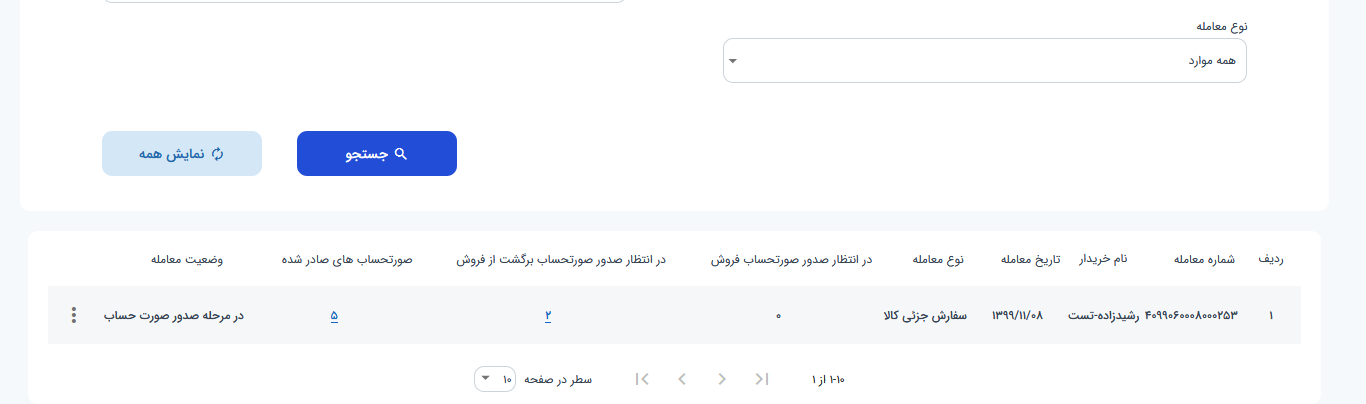 نوع معامله
همه موارد
جستجو
نمایش همه
ردیف شماره معامله نام خریدار تاریخ معامله نوع معامله در انتظار صدور صورتحساب فروش در انتظار صدور صورتحساب برگشت از فروش صورتحساب های صادر شده وضعیت معامله
۱ ۴۰۹۹۰۶۰۰۰۸۰۰۰۲۵۳ رشیدزاده-تست ۱۳۹۹/۱۱/۰۸ سفارش جزئی کالا ۰ ۲ ۵ در مرحله صدور صورت حساب
۱-۱۰ از ۱
سطر در صفحه ۱۰